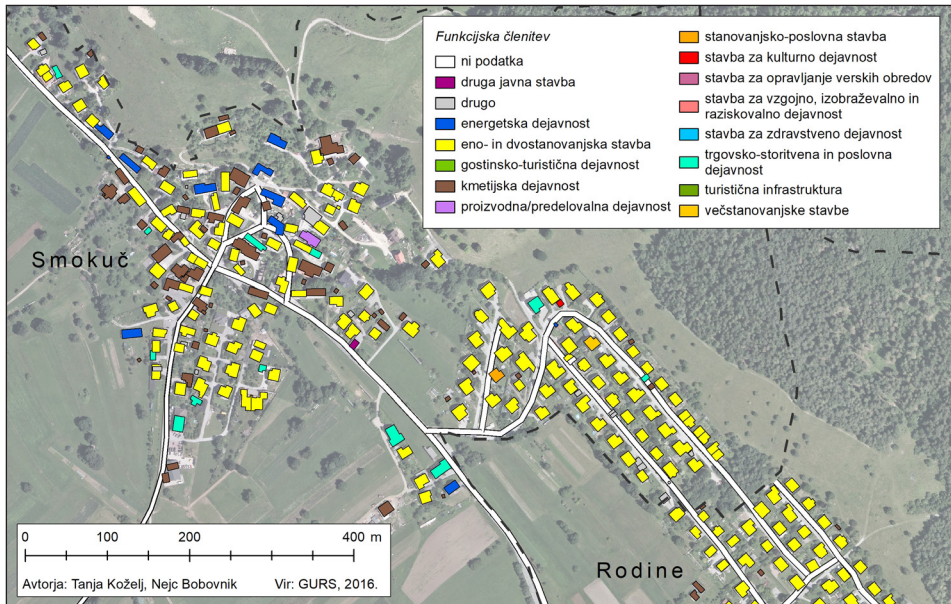 Funkcijska členitev
ni podatka
druga javna stavba
drugo
energetska dejavnost
eno- in dvostanovanjska stavba
gostinsko-turistična dejavnost
kmetijska dejavnost
proizvodna/predelovalna dejavnost
stanovanjsko-poslovna stavba
stavba za kulturno dejavnost
stavba za opravljanje verskih obredov
stavba za vzgojno, izobraževalno in
raziskovalno dejavnost
stavba za zdravstveno dejavnost
trgovsko-storitvena in poslovna
dejavnost
turistična infrastruktura
večstanovanjske stavbe
Smokuč
Rodine
0 100 200 400 m
Avtorja: Tanja Koželj, Nejc Bobovnik Vir: GURS, 2016.